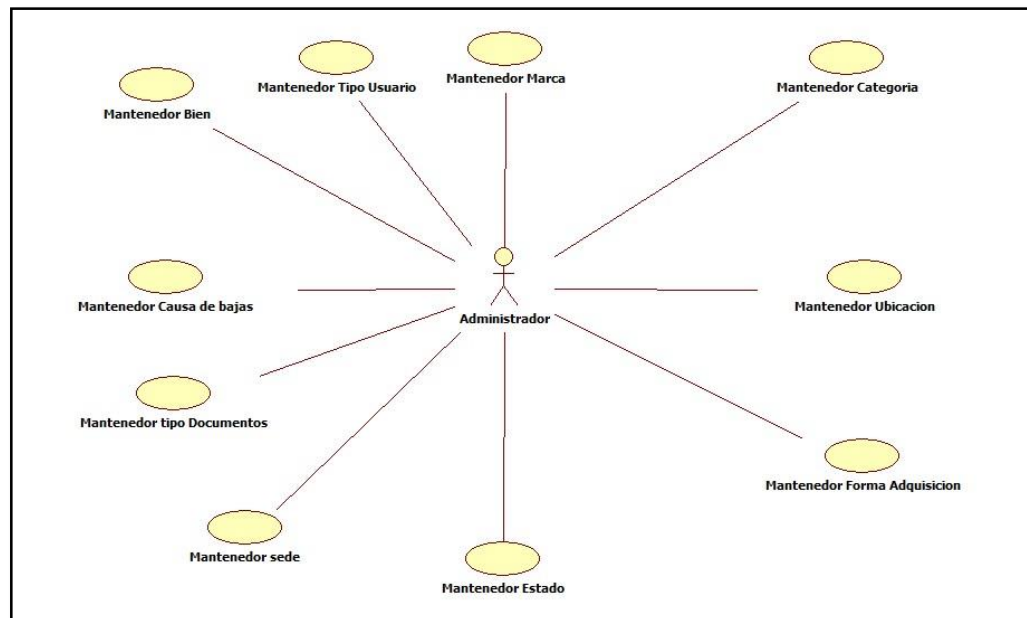 Mantenedor Marca
Mantenedor Tipo Usuario
Mantenedor Categoria
Mantenedor Bien
Mantenedor Causa de bajas
Mantenedor Ubicacion
Administrador
Mantenedor tipo Documentos
Mantenedor Forma Adquisicion
Mantenedor sede
Mantenedor Estado